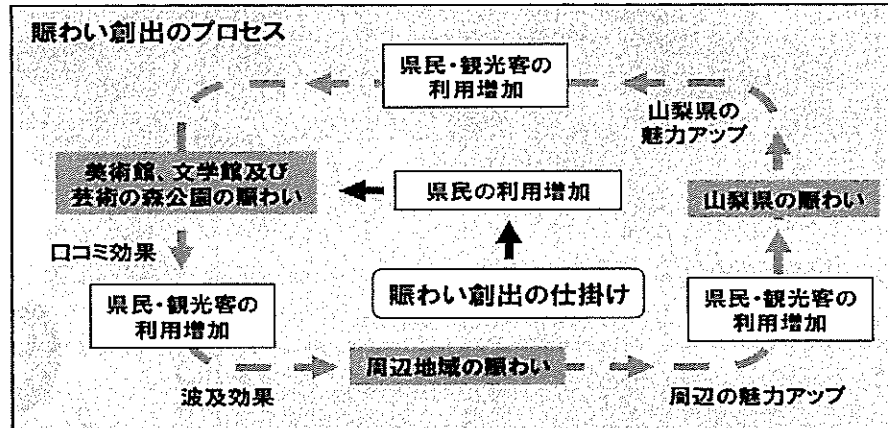 賑わい創出のプロセス
県民・観光客の
利用増加
山梨県の
魅力アップ
美術館、文学館及び
芸術の森公園の賑わい
県民の利用増加
山梨県の賑わい
口コミ効果
賑わい創出の仕掛け
県民・観光客の
利用増加
県民・観光客の
利用増加
周辺地域の賑わい
波及効果
周辺の魅力アップ